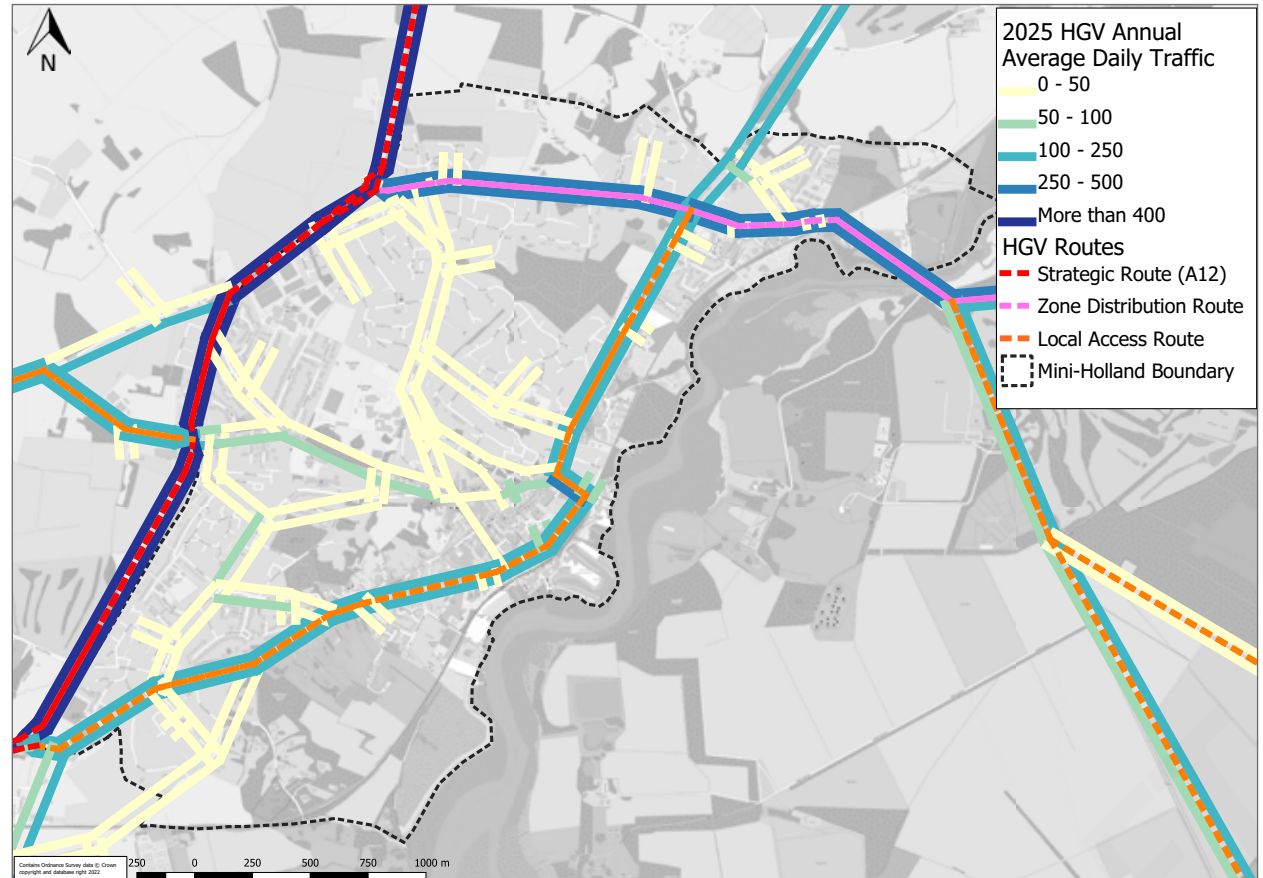 N
2025 HGV Annual
Average Daily Traffic
0 - 50
50 - 100
100 - 250
250 - 500
More than 400
HGV Routes
Strategic Route (A12)
Zone Distribution Route
Local Access Route
Mini-Holland Boundary
Contains Ordnance Survey data © Crown
copyright and database right 2022
250 0 250 500 750 1000 m